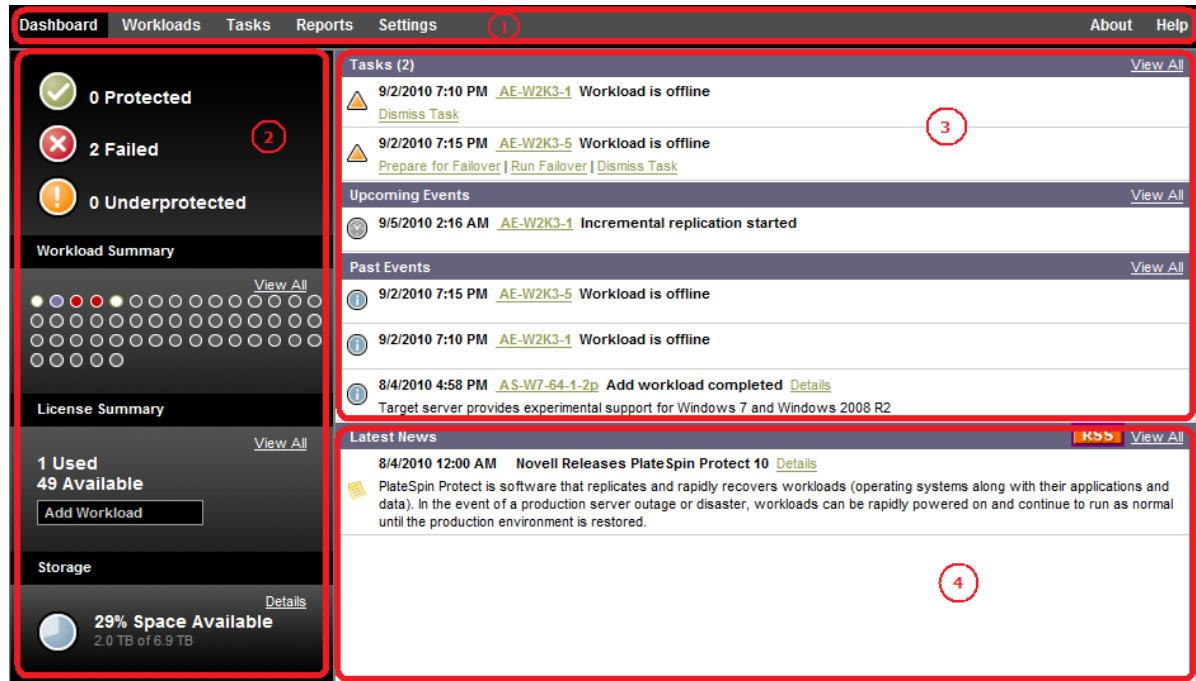 Dashboard Workloads Tasks Reports Settings 1 About Help
0 Protected
2 Failed
2
0 Underprotected
Workload Summary
View All
License Summary
View All
1 Used
49 Available
Add Workload
Storage
Details
29% Space Available
2.0 TB of 6.9 TB
Tasks (2) View All
9/2/2010 7:10 PM AE-W2K3-1 Workload is offline
Dismiss Task
3
9/2/2010 7:15 PM AE-W2K3-5 Workload is offline
Prepare for Failover | Run Failover | Dismiss Task
Upcoming Events View All
9/5/2010 2:16 AM AE-W2K3-1 Incremental replication started
Past Events View All
9/2/2010 7:15 PM AE-W2K3-5 Workload is offline
9/2/2010 7:10 PM AE-W2K3-1 Workload is offline
8/4/2010 4:58 PM AS-W7-64-1-2p Add workload completed Details
Target server provides experimental support for Windows 7 and Windows 2008 R2
Latest News RSS View All
8/4/2010 12:00 AM Novell Releases PlateSpin Protect 10 Details
PlateSpin Protect is software that replicates and rapidly recovers workloads (operating systems along with their applications and
data). In the event of a production server outage or disaster, workloads can be rapidly powered on and continue to run as normal
until the production environment is restored.
4